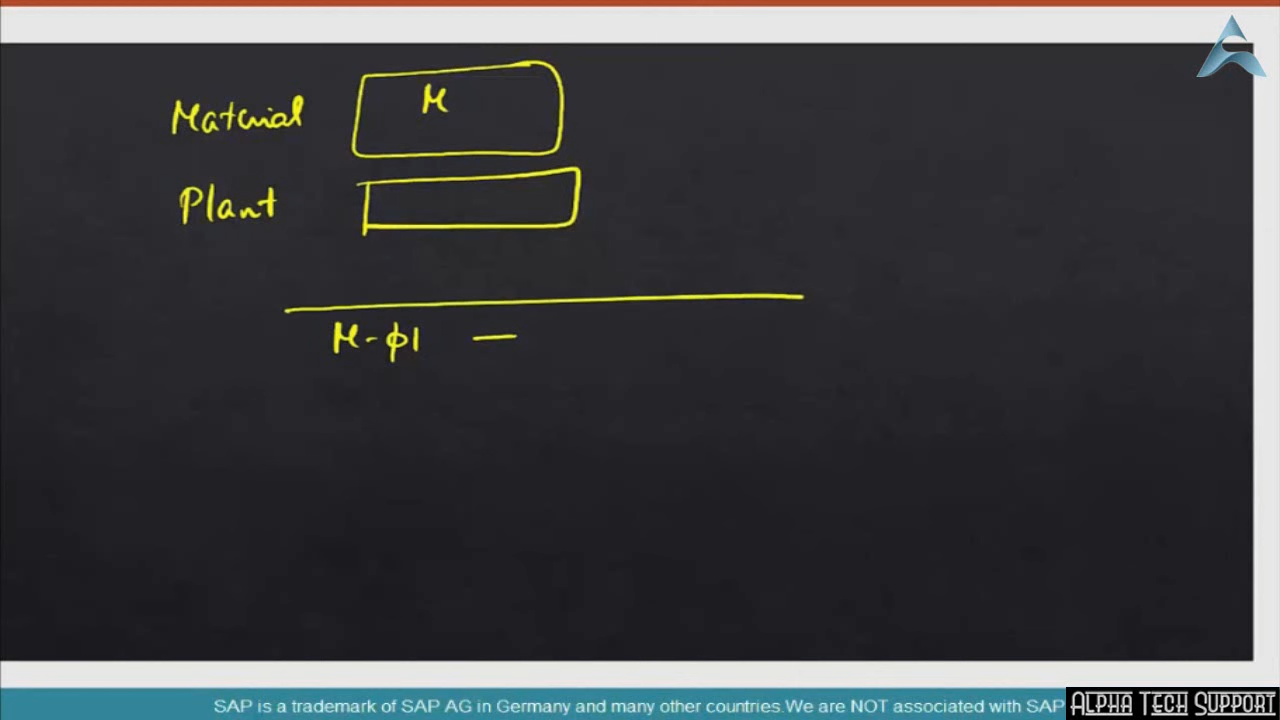 Material M
Plant
M-φ1 —
SAP is a trademark of SAP AG in Germany and many other countries.We are NOT associated with SAP
ALPHA TECH SUPPORT